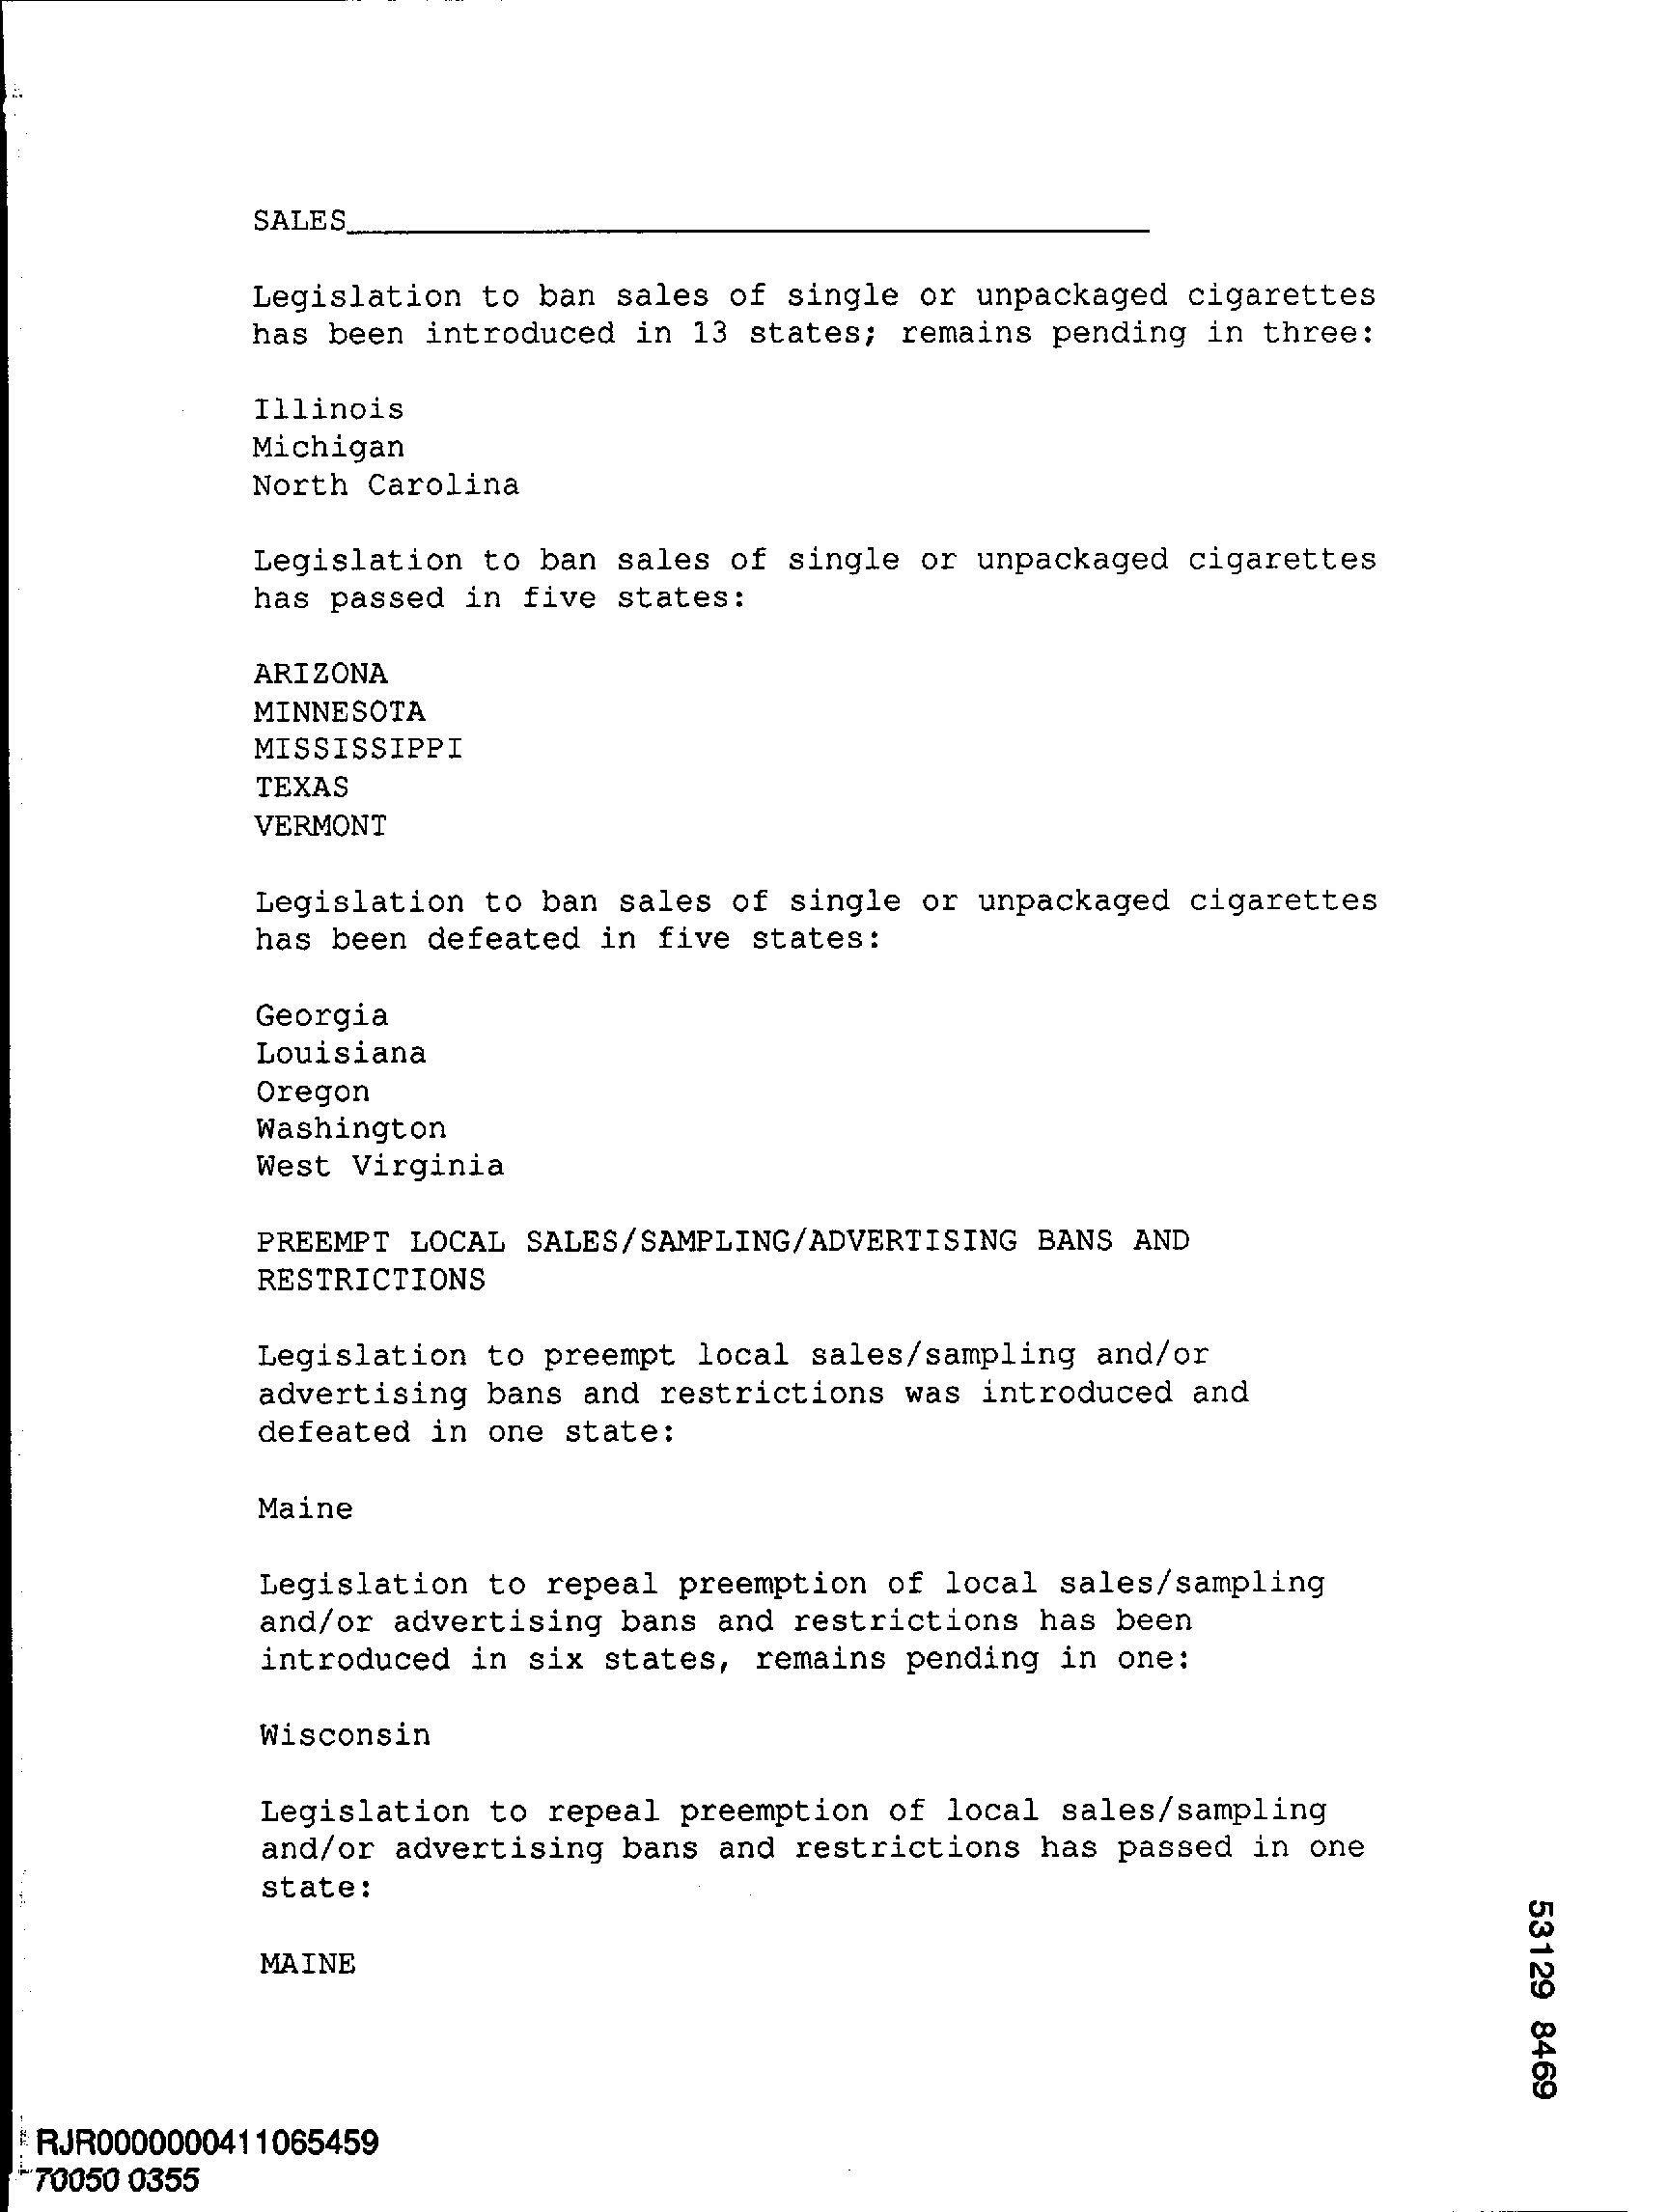 SALES
Legislation to ban sales of single or unpackaged cigarettes
has been introduced in 13 states; remains pending in three:
Illinois
Michigan
North Carolina
Legislation to ban sales of single or unpackaged cigarettes
has passed in five states:
ARIZONA
MINNESOTA
MISSISSIPPI
TEXAS
VERMONT
Legislation to ban sales of single or unpackaged cigarettes
has been defeated in five states:
Georgia
Louisiana
Oregon
Washington
West Virginia
PREEMPT LOCAL SALES/SAMPLING/ADVERTISING BANS AND
RESTRICTIONS
Legislation to preempt local sales/sampling and/or
advertising bans and restrictions was introduced and
defeated in one state:
Maine
Legislation to repeal preemption of local sales/sampling
and/or advertising bans and restrictions has been
introduced in six states, remains pending in one:
Wisconsin
Legislation to repeal preemption of local sales/sampling
and/or advertising bans and restrictions has passed in one
state:
MAINE
53129 8469
RJR0000000411065459
70050 0355